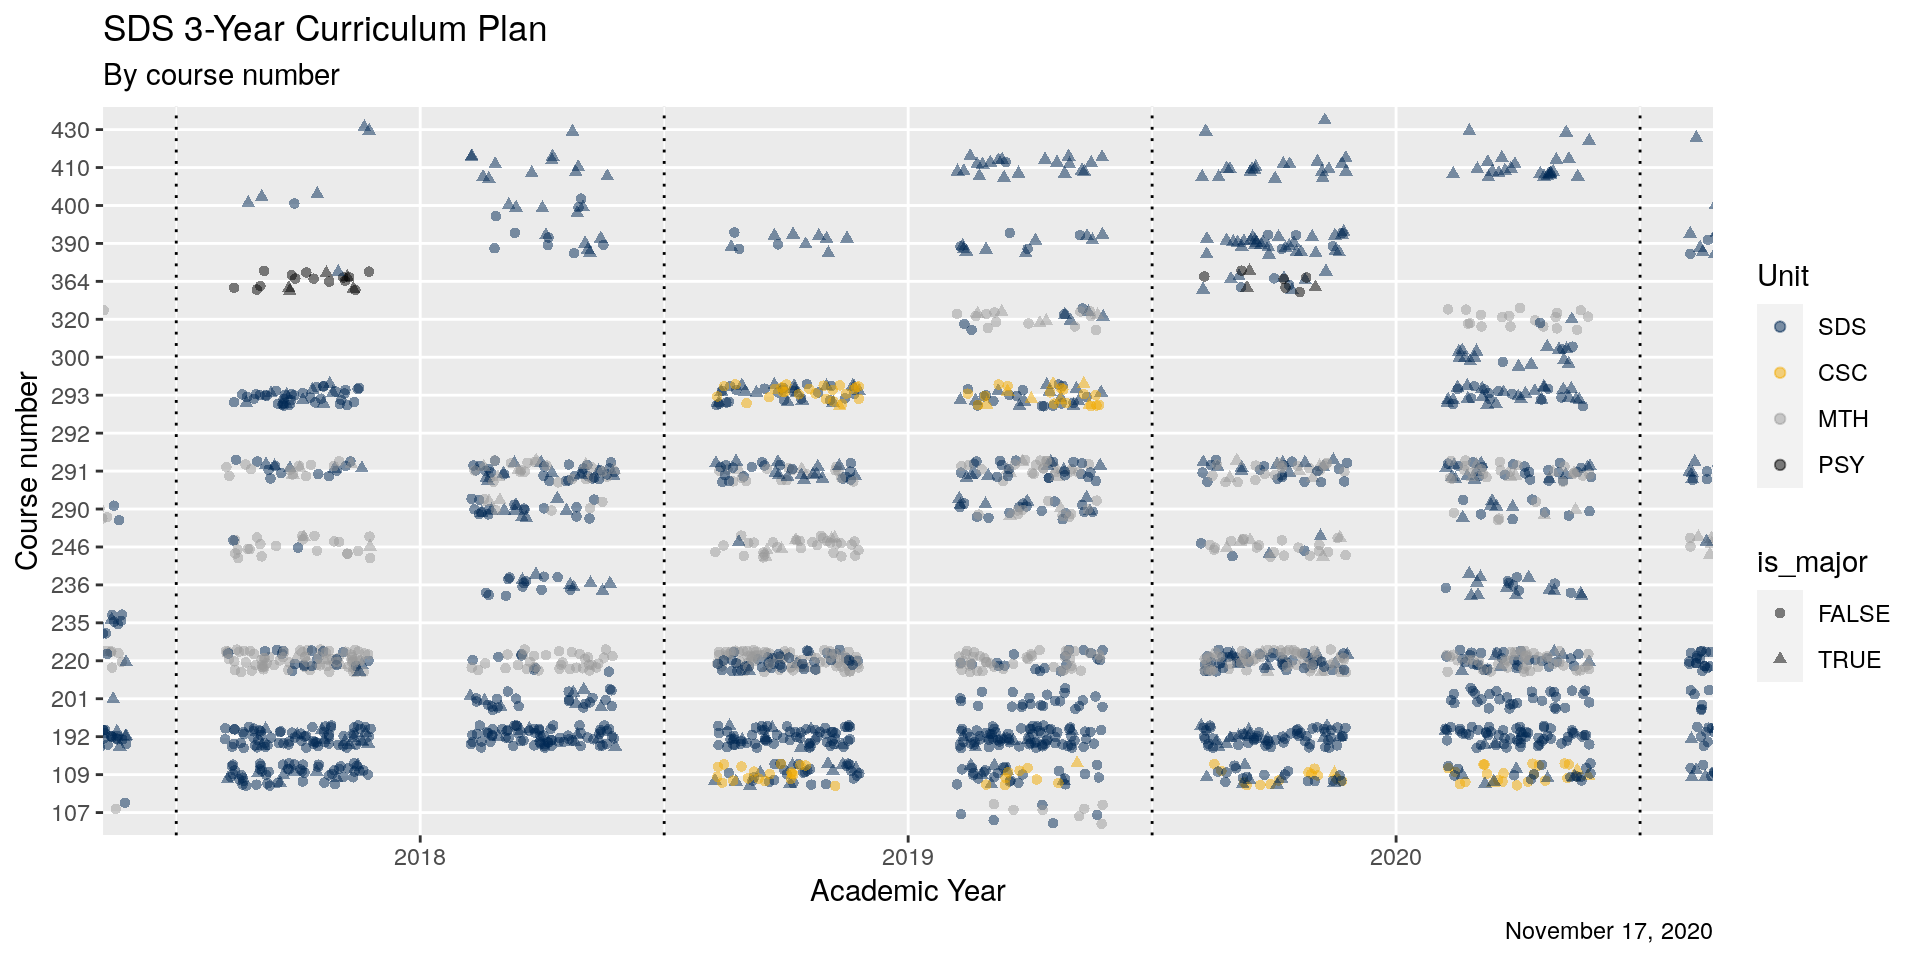 SDS 3-Year Curriculum Plan
By course number
Course number
430
410
400
390
364
320
300
293
292
291
290
246
236
235
220
201
192
109
107
2018
2019
2020
Academic Year
November 17, 2020
Unit
SDS
CSC
MTH
PSY
is_major
FALSE
TRUE